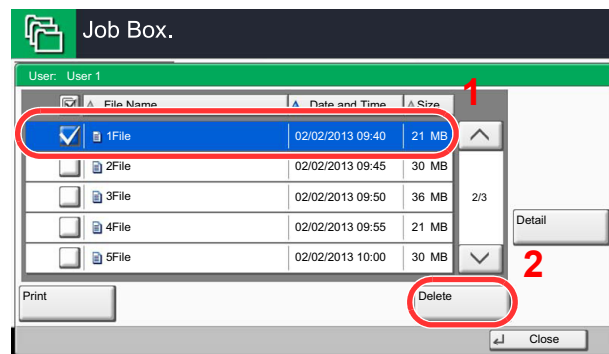 Job Box.
User: User 1
1
File Name Date and Time Size
1File 02/02/2013 09:40 21 MB
2File 02/02/2013 09:45 30 MB
3File 02/02/2013 09:50 36 MB 2/3
4File 02/02/2013 09:55 21 MB
Detail
5File 02/02/2013 10:00 30 MB
2
Print Delete
Close